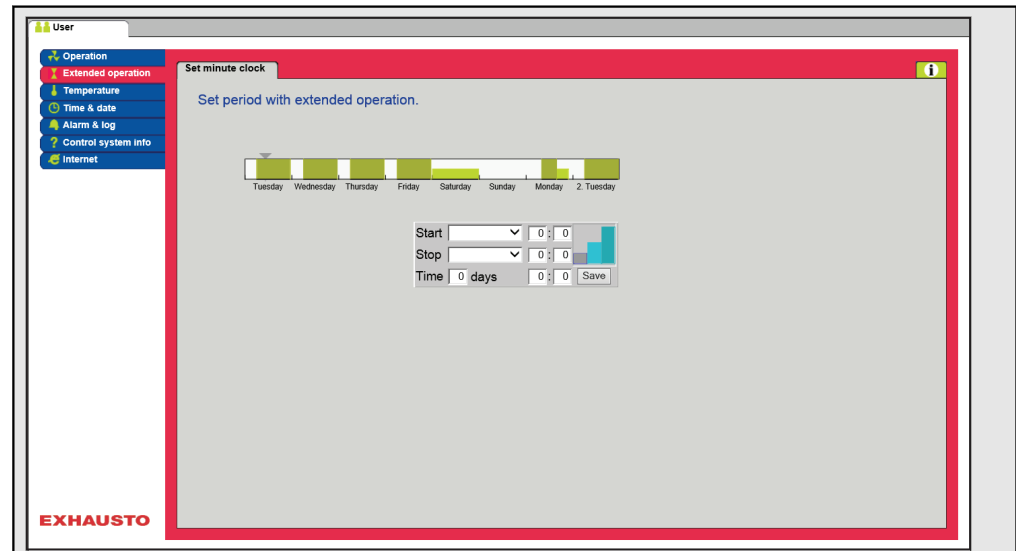 User
Operation
Extended operation
Temperature
Time & date
Alarm & log
? Control system info
Internet
Set minute clock
i
Set period with extended operation.
Tuesday Wednesday Thursday Friday Saturday Sunday Monday 2. Tuesday
Start 0 : 0
Stop 0 : 0
Time 0 days 0 : 0 Save
EXHAUSTO